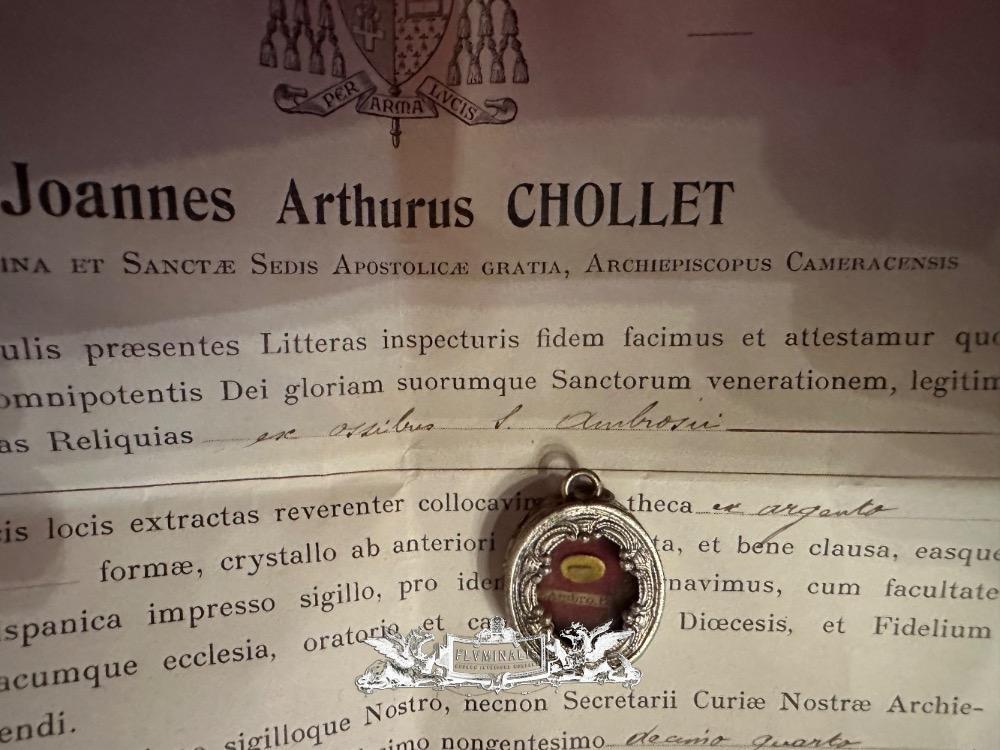 PER ARMA LVCIS
Joannes Arthurus CHOLLET
INA ET SANCTÆ SEDIS APOSTOLICÆ GRATIA, ARCHIEPISCOPUS CAMERACENSIS
ulis præsentes Litteras inspecturis fidem facimus et attestamur quo
omnipotentis Dei gloriam suorumque Sanctorum venerationem, legitim
as Reliquias ex ossibus S. Ambrosii
is locis extractas reverenter collocavim theca ex argento
formæ, crystallo ab anteriori ta, et bene clausa, easque
spanica impresso sigillo, pro iden navimus, cum facultate
Ambro. E.
acumque ecclesia, oratorio et ca Diœcesis, et Fidelium
FLVMINALIS
endi.
sigilloque Nostro, necnon Secretarii Curiæ Nostræ Archie-
imo nongentesimo decimo quarto